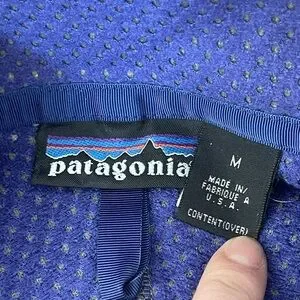 patagonia
M
MADE IN/
FABRIQUE A
U.S.A.
CONTENT(OVER)